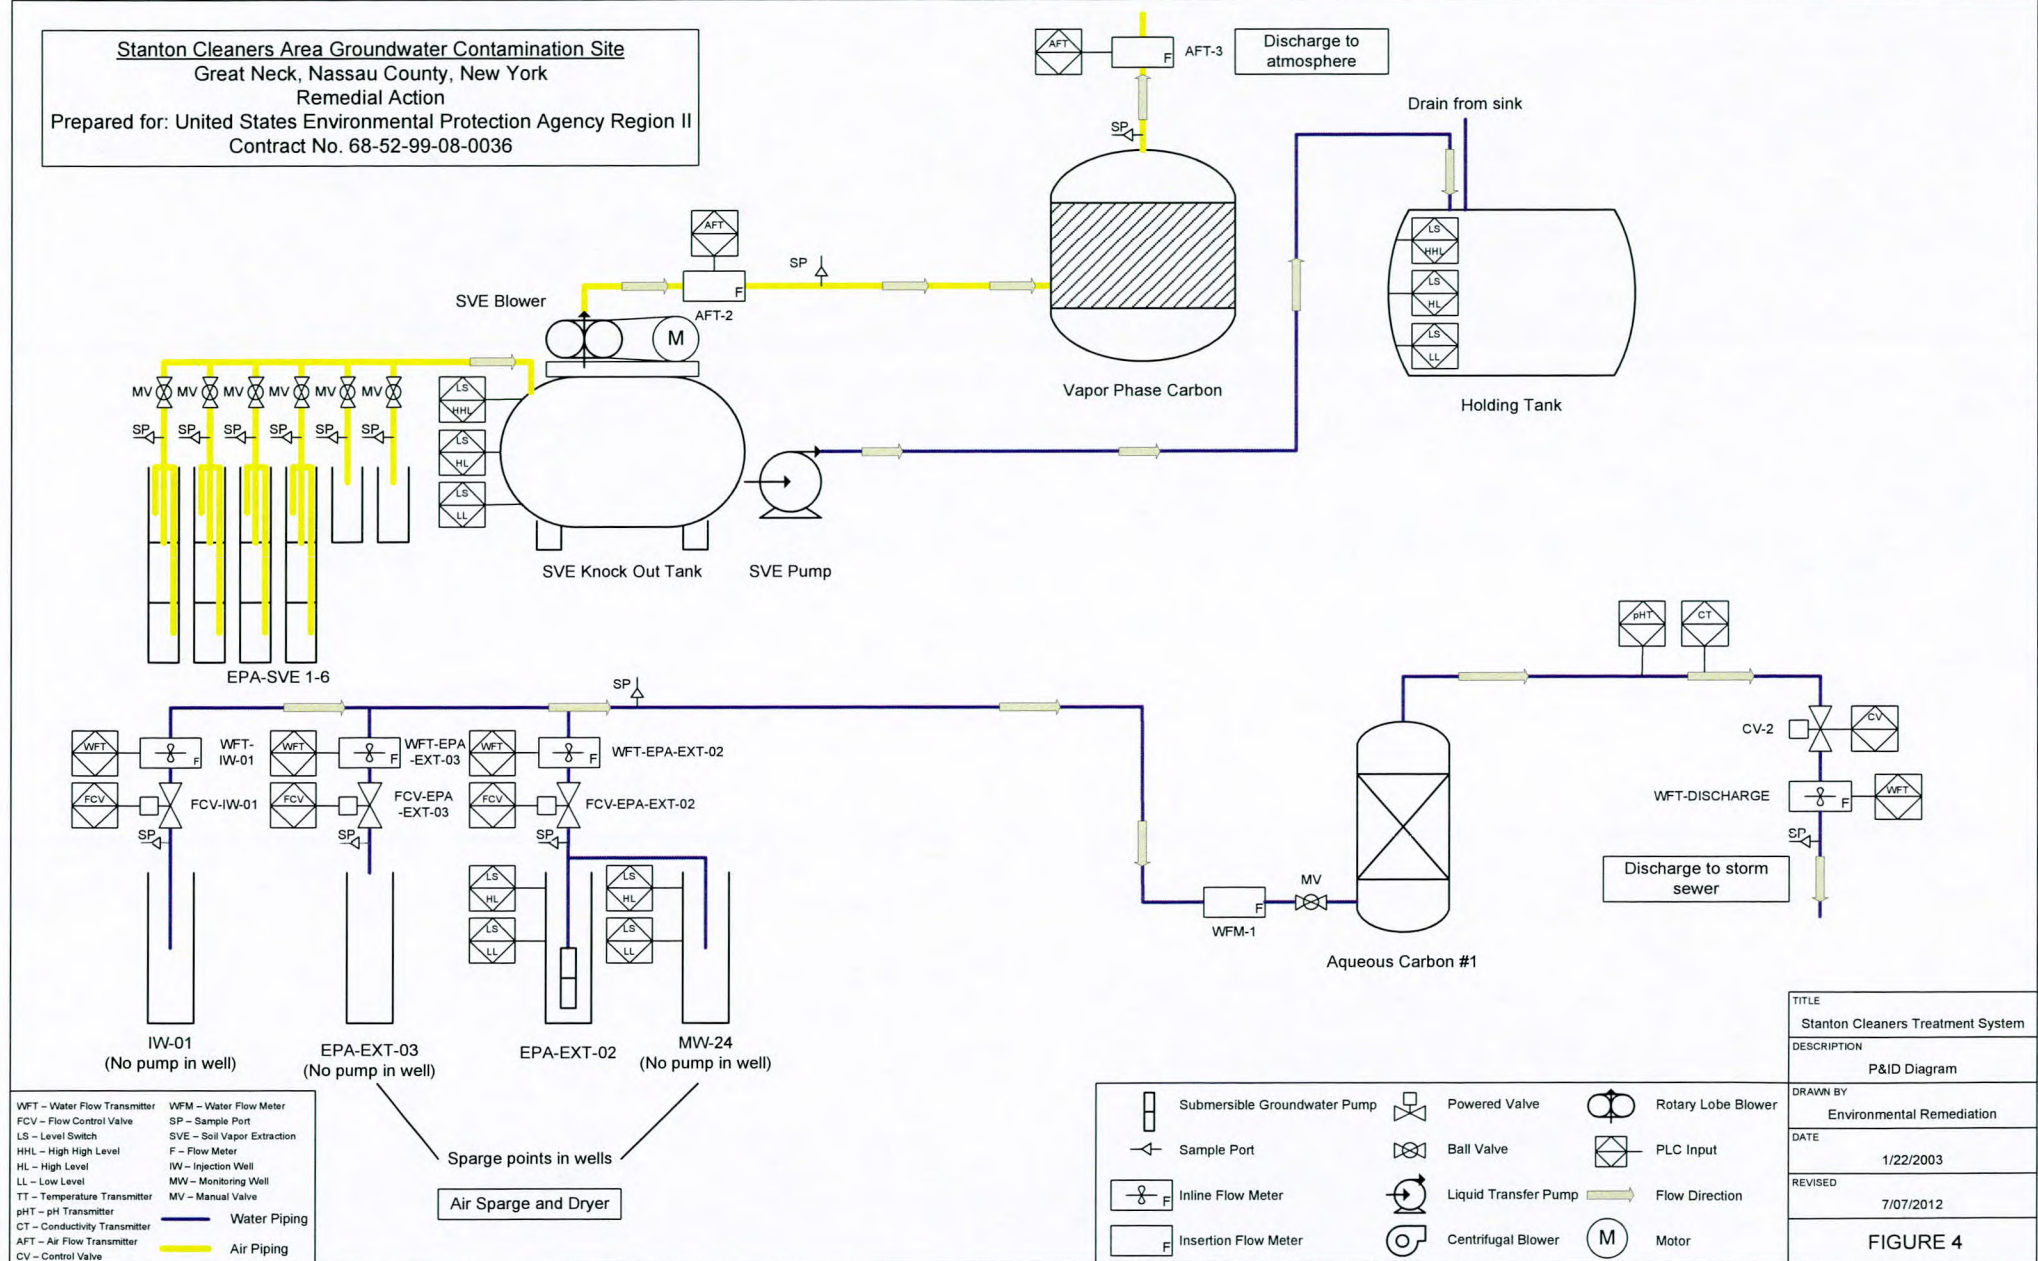 Stanton Cleaners Area Groundwater Contamination Site
Great Neck, Nassau County, New York
Remedial Action
Prepared for: United States Environmental Protection Agency Region II
Contract No. 68-52-99-08-0036
AFT
F
AFT-3
Discharge to
atmosphere
SP
Drain from sink
LS
HHL
LS
HL
LS
LL
Holding Tank
AFT
F
AFT-2
SP
SVE Blower
M
Vapor Phase Carbon
MV
MV
MV
MV
MV
MV
SP
SP
SP
SP
SP
SP
LS
HHL
LS
HL
LS
LL
SVE Knock Out Tank
SVE Pump
EPA-SVE 1-6
SP
WFT
F
WFT-
IW-01
WFT
F
WFT-EPA
-EXT-03
WFT
F
WFT-EPA-EXT-02
FCV
FCV-IW-01
FCV
FCV-EPA
-EXT-03
FCV
FCV-EPA-EXT-02
SP
SP
SP
LS
HL
LS
LL
LS
HL
LS
LL
IW-01
(No pump in well)
EPA-EXT-03
(No pump in well)
EPA-EXT-02
MW-24
(No pump in well)
Sparge points in wells
Air Sparge and Dryer
F
WFM-1
MV
Aqueous Carbon #1
pHT
CT
CV-2
CV
WFT-DISCHARGE
F
WFT
SP
Discharge to storm
sewer
WFT – Water Flow Transmitter
FCV – Flow Control Valve
LS – Level Switch
HHL – High High Level
HL – High Level
LL – Low Level
TT – Temperature Transmitter
pHT – pH Transmitter
CT – Conductivity Transmitter
AFT – Air Flow Transmitter
CV – Control Valve
WFM – Water Flow Meter
SP – Sample Port
SVE – Soil Vapor Extraction
F – Flow Meter
IW – Injection Well
MW – Monitoring Well
MV – Manual Valve
Water Piping
Air Piping
Submersible Groundwater Pump
Sample Port
F
Inline Flow Meter
F
Insertion Flow Meter
Powered Valve
Ball Valve
Liquid Transfer Pump
Centrifugal Blower
Rotary Lobe Blower
PLC Input
Flow Direction
M
Motor
TITLE
Stanton Cleaners Treatment System
DESCRIPTION
P&ID Diagram
DRAWN BY
Environmental Remediation
DATE
1/22/2003
REVISED
7/07/2012
FIGURE 4